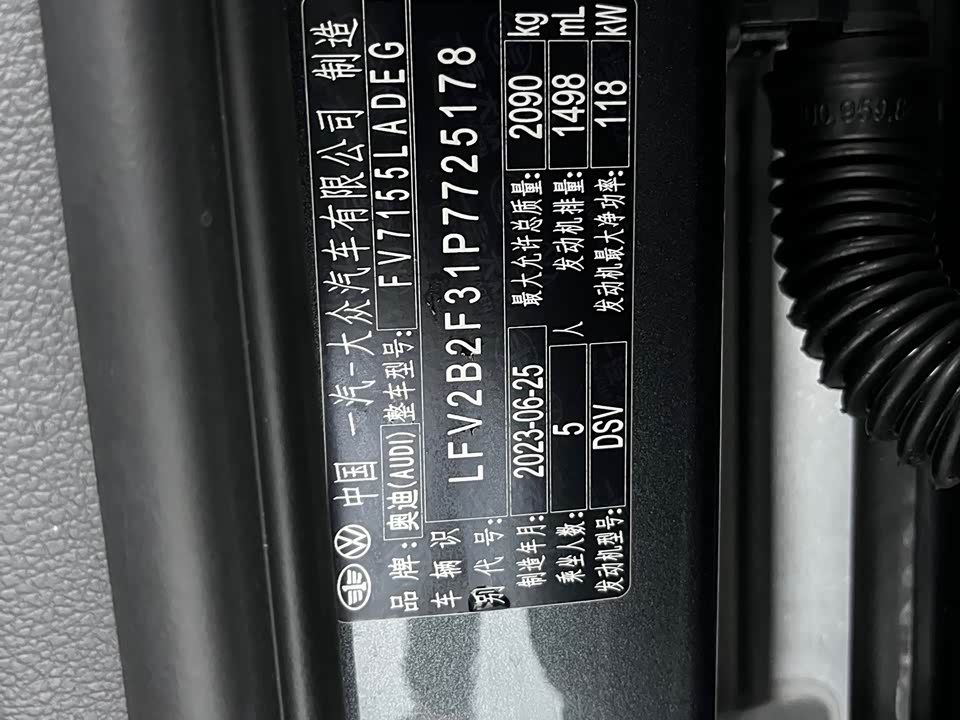 中国 一汽-大众汽车有限公司 制造
品牌: 奥迪(AUDI) 整车型号: FV7155LADEG
车辆识别代号: LFV2B2F31P7725178
制造年月: 2023-06-25 最大允许总质量: 2090 kg
乘坐人数: 5 人 发动机排量: 1498 mL
发动机型号: DSV 发动机最大净功率: 118 kW